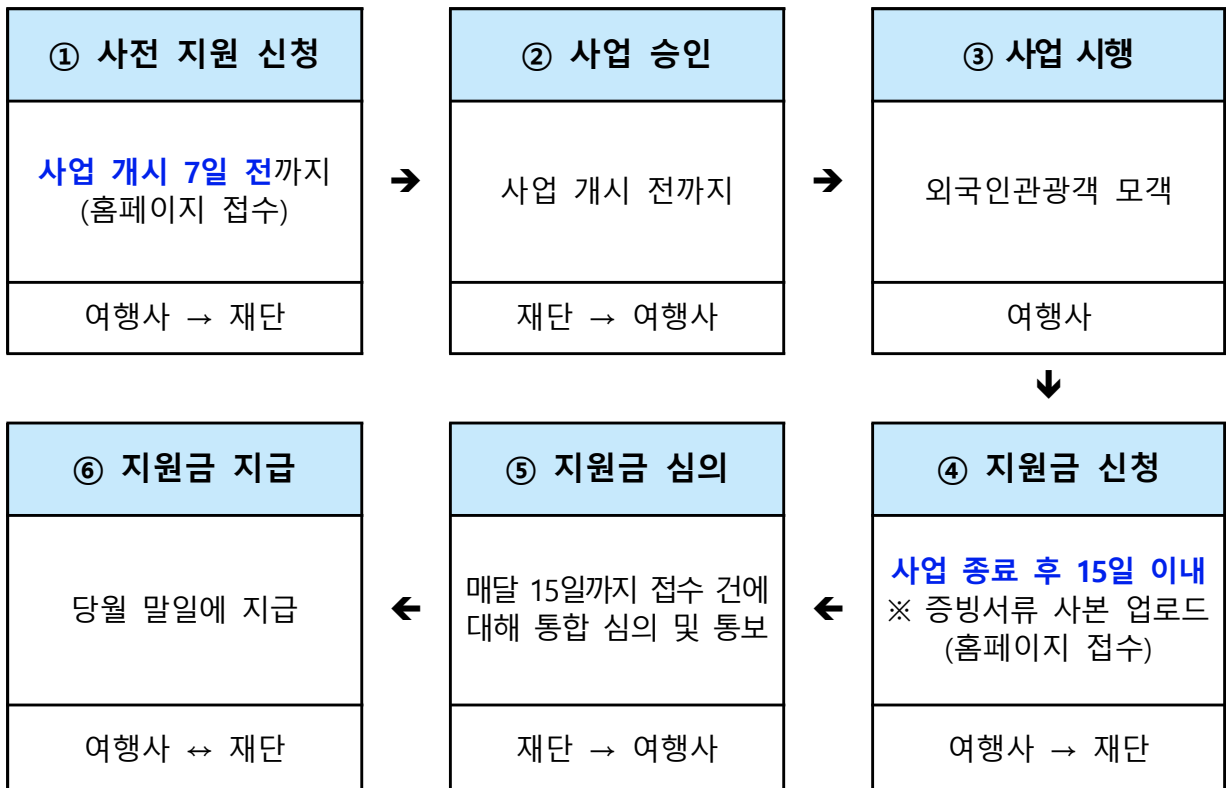 ① 사전 지원 신청
사업 개시 7일 전까지
(홈페이지 접수)
여행사 → 재단
➔
② 사업 승인
사업 개시 전까지
재단 → 여행사
➔
③ 사업 시행
외국인관광객 모객
여행사
🡻
④ 지원금 신청
사업 종료 후 15일 이내
※ 증빙서류 사본 업로드
(홈페이지 접수)
여행사 → 재단
🡸
⑤ 지원금 심의
매달 15일까지 접수 건에
대해 통합 심의 및 통보
재단 → 여행사
🡸
⑥ 지원금 지급
당월 말일에 지급
여행사 ↔ 재단